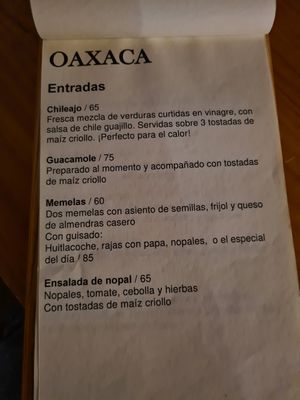 OAXACA
Entradas
Chileajo / 65
Fresca mezcla de verduras curtidas en vinagre, con
salsa de chile guajillo. Servidas sobre 3 tostadas de
maíz criollo. ¡Perfecto para el calor!
Guacamole / 75
Preparado al momento y acompañado con tostadas
de maíz criollo
Memelas / 60
Dos memelas con asiento de semillas, frijol y queso
de almendras casero
Con guisado:
Huitlacoche, rajas con papa, nopales, o el especial
del día / 85
Ensalada de nopal / 65
Nopales, tomate, cebolla y hierbas
Con tostadas de maíz criollo